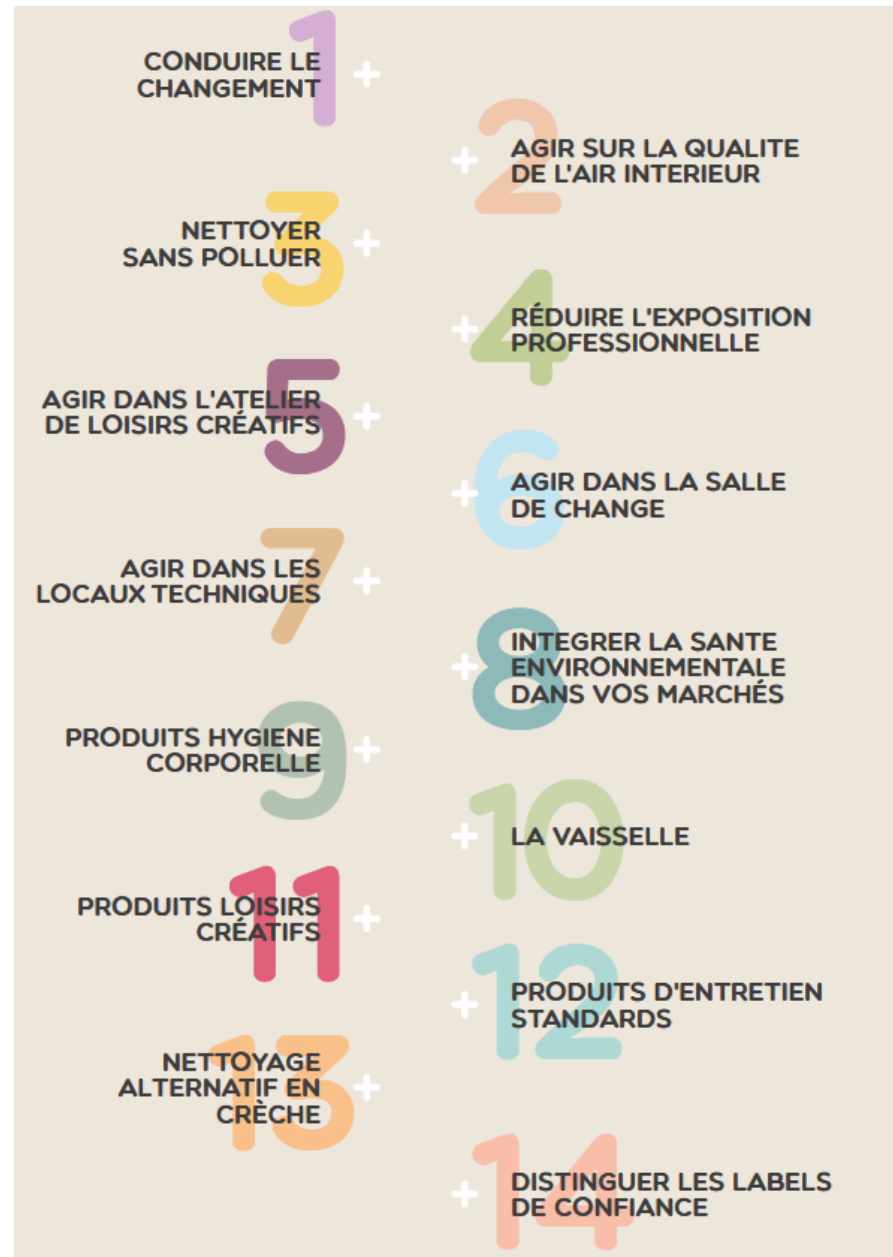 1
CONDUIRE LE
CHANGEMENT
+
2
+
AGIR SUR LA QUALITE
DE L'AIR INTERIEUR
3
NETTOYER
SANS POLLUER
+
4
+
RÉDUIRE L'EXPOSITION
PROFESSIONNELLE
5
AGIR DANS L'ATELIER
DE LOISIRS CRÉATIFS
+
6
+
AGIR DANS LA SALLE
DE CHANGE
7
AGIR DANS LES
LOCAUX TECHNIQUES
+
8
+
INTEGRER LA SANTE
ENVIRONNEMENTALE
DANS VOS MARCHÉS
9
PRODUITS HYGIENE
CORPORELLE
+
10
+
LA VAISSELLE
11
PRODUITS LOISIRS
CRÉATIFS
+
12
+
PRODUITS D'ENTRETIEN
STANDARDS
13
NETTOYAGE
ALTERNATIF EN
CRÈCHE
+
14
+
DISTINGUER LES LABELS
DE CONFIANCE